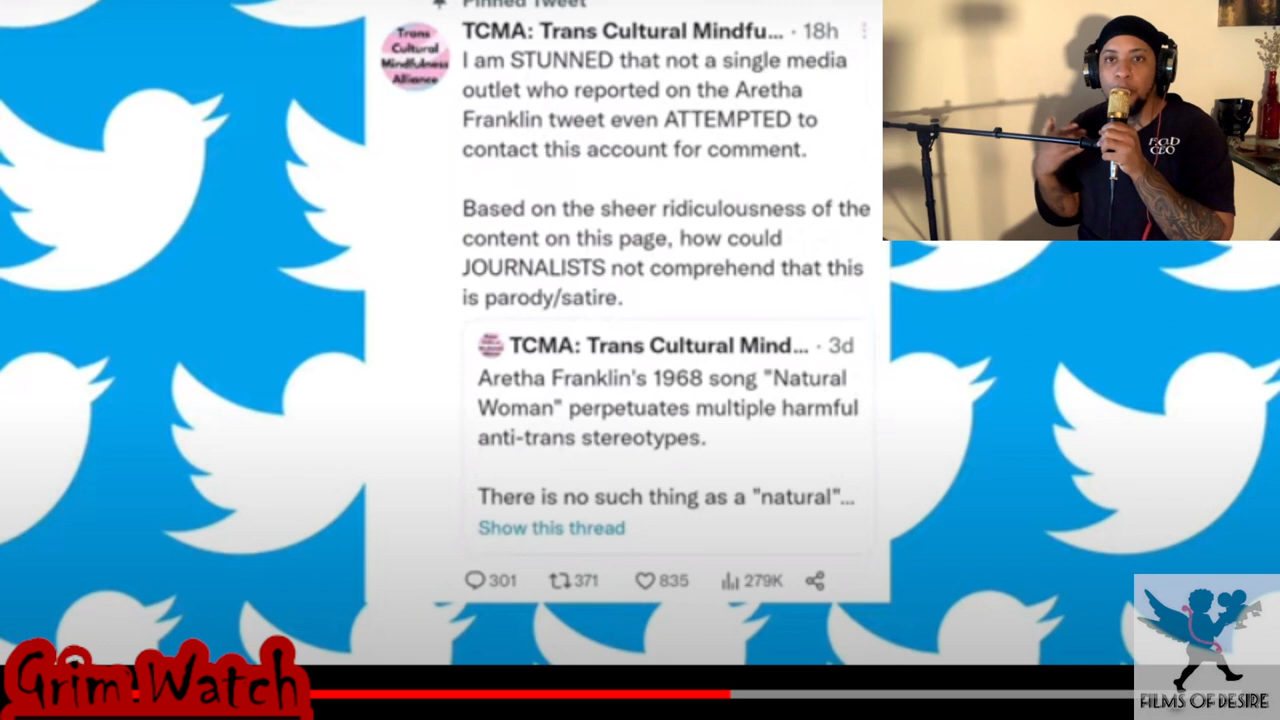 Pinned Tweet
TCMA: Trans Cultural Mindfu... · 18h
I am STUNNED that not a single media
outlet who reported on the Aretha
Franklin tweet even ATTEMPTED to
contact this account for comment.
Based on the sheer ridiculousness of the
content on this page, how could
JOURNALISTS not comprehend that this
is parody/satire.
TCMA: Trans Cultural Mind... · 3d
Aretha Franklin's 1968 song "Natural
Woman" perpetuates multiple harmful
anti-trans stereotypes.
There is no such thing as a "natural"...
Show this thread
301 371 835 279K
Trans
Cultural
Mindfulness
Alliance
F.O.D
CEO
Grim Watch
FILMS OF DESIRE